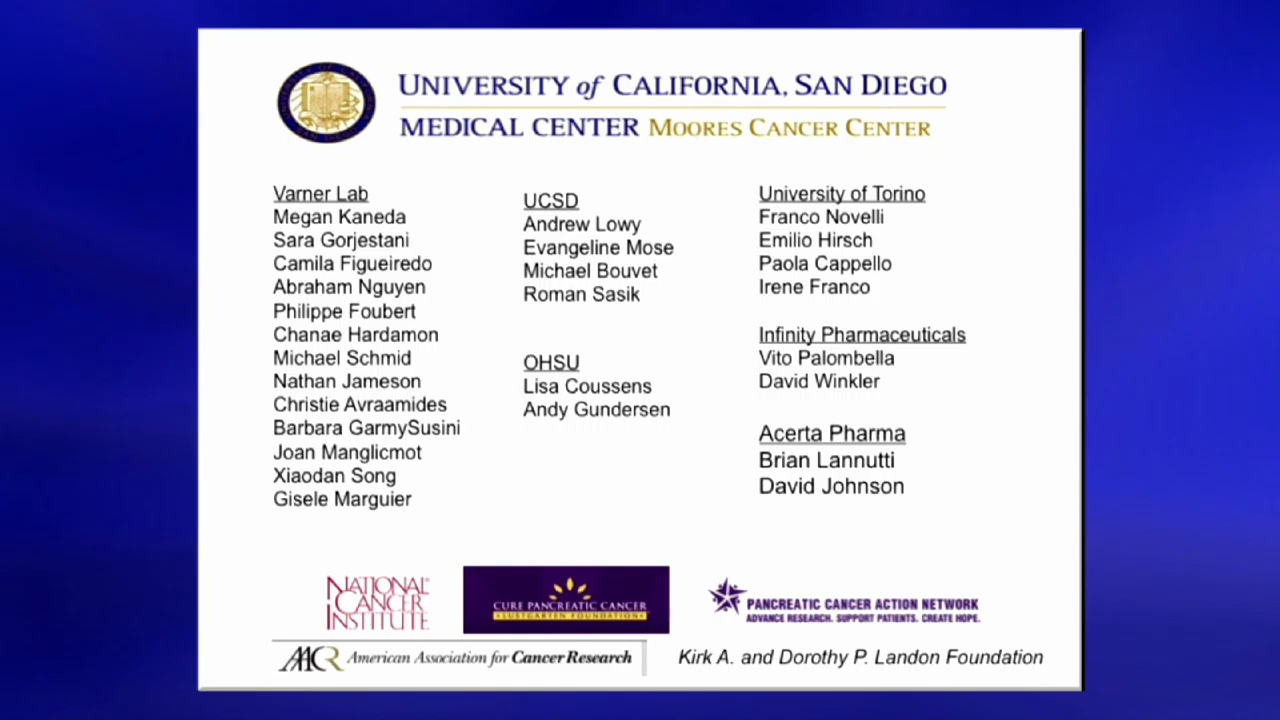 UNIVERSITY of CALIFORNIA, SAN DIEGO
MEDICAL CENTER MOORES CANCER CENTER
Varner Lab
Megan Kaneda
Sara Gorjestani
Camila Figueiredo
Abraham Nguyen
Philippe Foubert
Chanae Hardamon
Michael Schmid
Nathan Jameson
Christie Avraamides
Barbara GarmySusini
Joan Manglicmot
Xiaodan Song
Gisele Marguier
UCSD
Andrew Lowy
Evangeline Mose
Michael Bouvet
Roman Sasik
OHSU
Lisa Coussens
Andy Gundersen
University of Torino
Franco Novelli
Emilio Hirsch
Paola Cappello
Irene Franco
Infinity Pharmaceuticals
Vito Palombella
David Winkler
Acerta Pharma
Brian Lannutti
David Johnson
NATIONAL
CANCER
INSTITUTE
CURE PANCREATIC CANCER
LUSTGARTEN FOUNDATION
PANCREATIC CANCER ACTION NETWORK
ADVANCE RESEARCH. SUPPORT PATIENTS. CREATE HOPE.
AACR American Association for Cancer Research
Kirk A. and Dorothy P. Landon Foundation